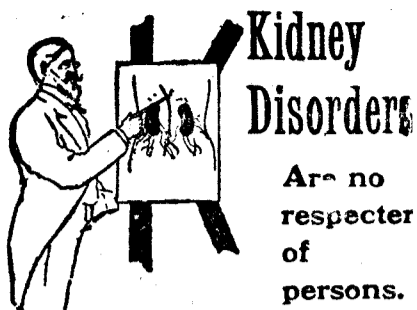 Kidney
Disorders
Are no
respecter
of
persons.